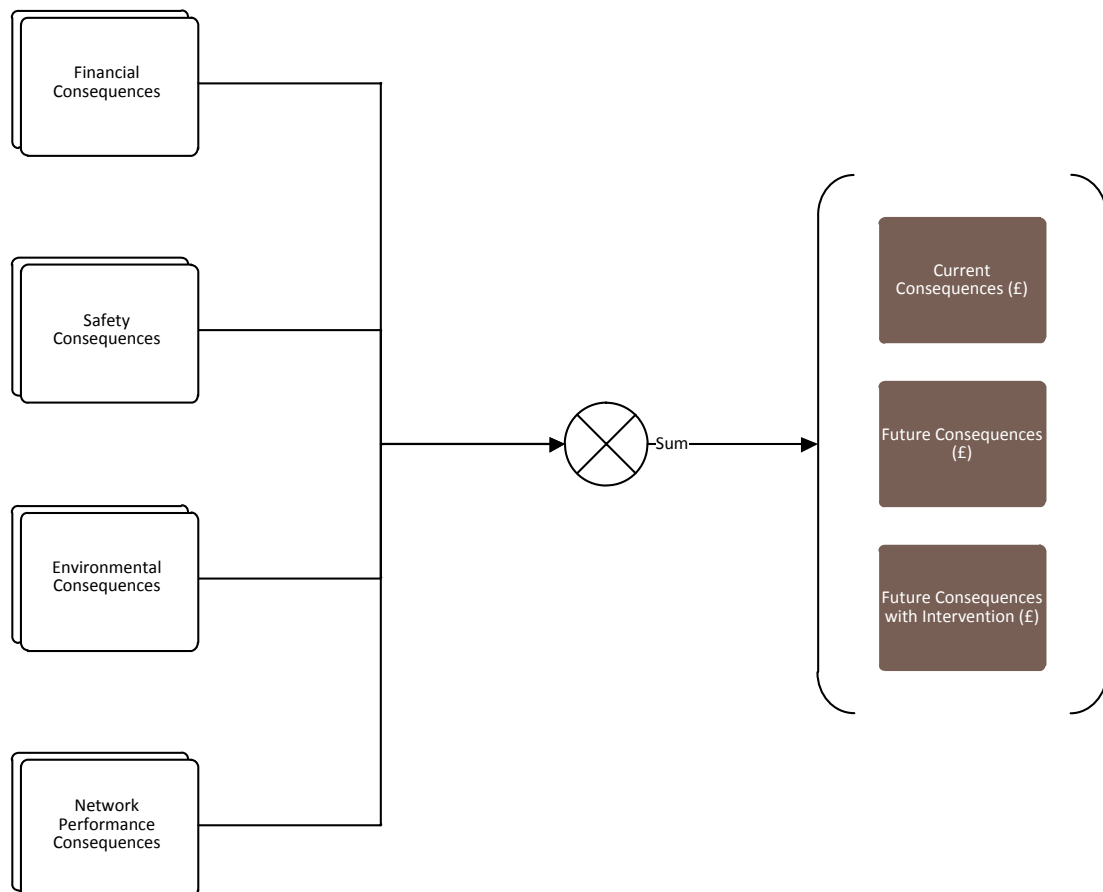 Financial
Consequences
Safety
Consequences
Environmental
Consequences
Network
Performance
Consequences
Sum
Current
Consequences (£)
Future Consequences
(£)
Future Consequences
with Intervention (£)